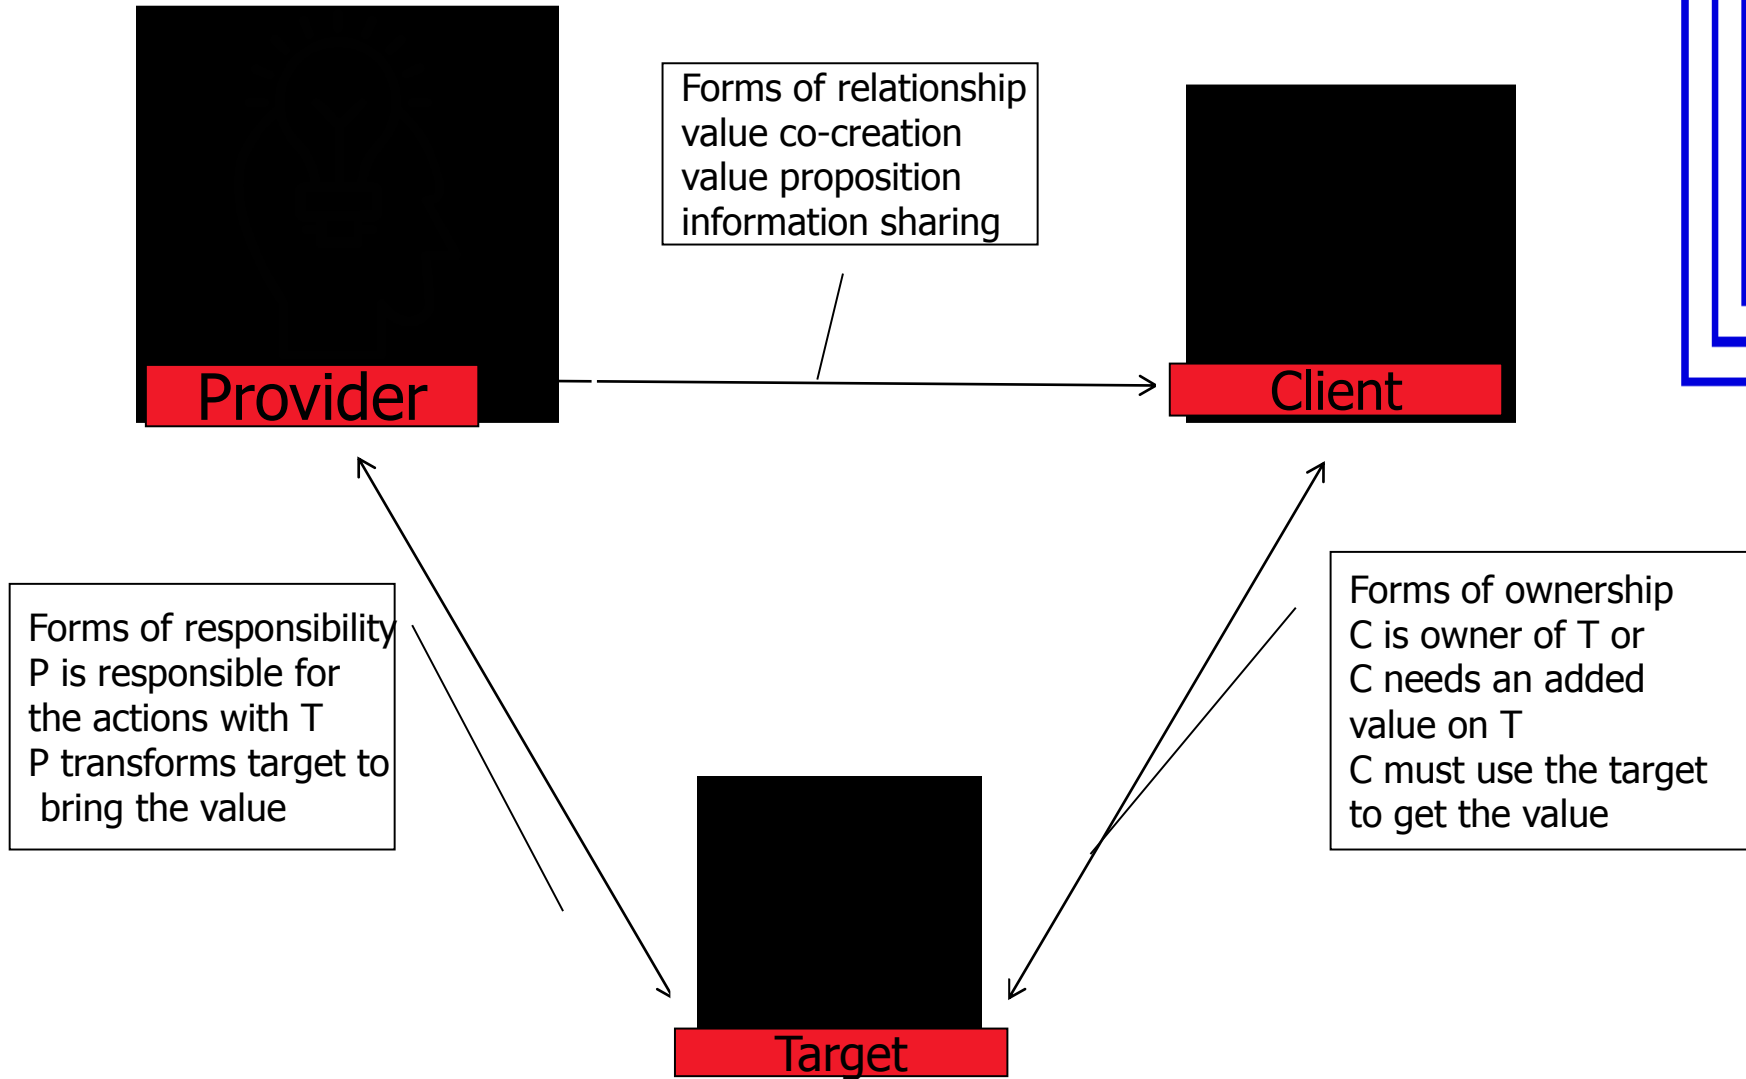 Forms of relationship
value co-creation
value proposition
information sharing
Provider
Client
Forms of responsibility
P is responsible for
the actions with T
P transforms target to
bring the value
Forms of ownership
C is owner of T or
C needs an added
value on T
C must use the target
to get the value
Target